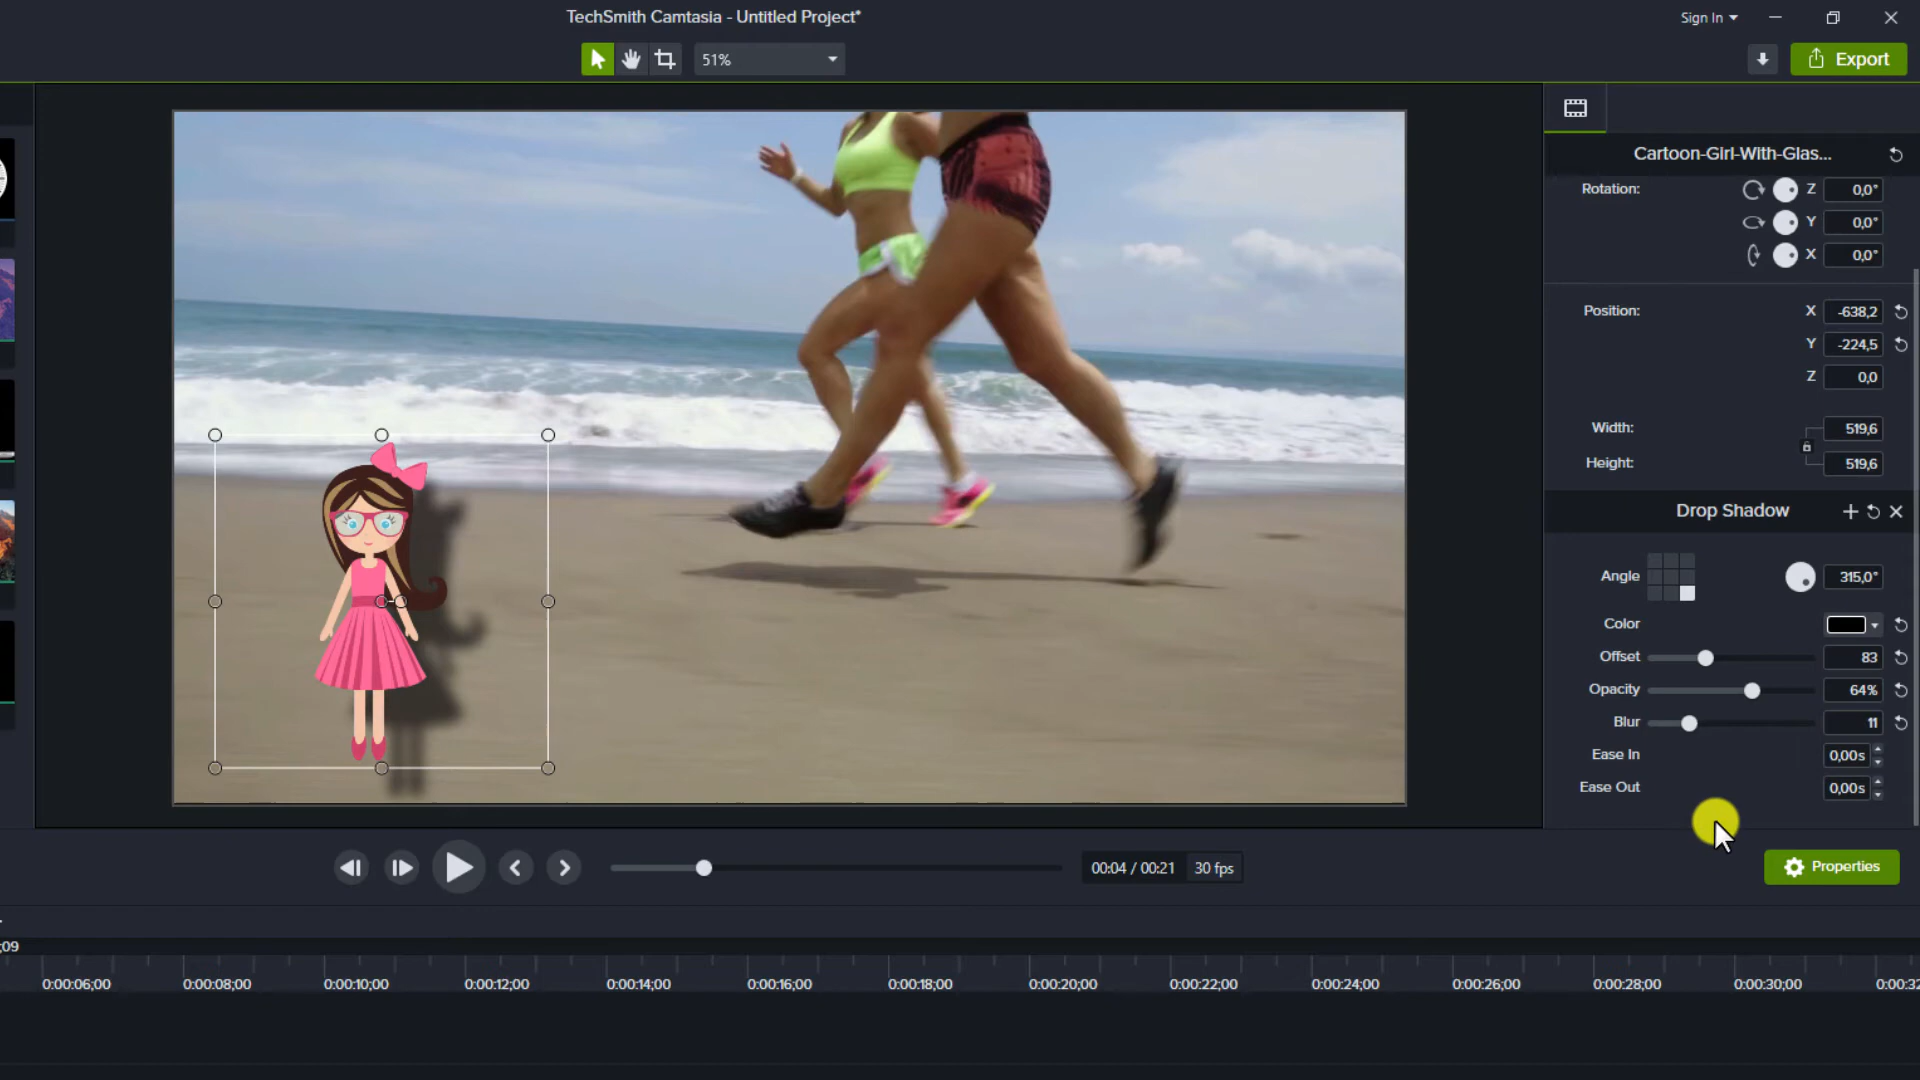 TechSmith Camtasia - Untitled Project*
Sign In
51%
Export
Cartoon-Girl-With-Glas...
Rotation:
Z 0,0°
Y 0,0°
X 0,0°
Position:
X -638,2
Y -224,5
Z 0,0
Width: 519,6
Height: 519,6
Drop Shadow
Angle 315,0°
Color
Offset 83
Opacity 64%
Blur 11
Ease In 0,00s
Ease Out 0,00s
00:04 / 00:21 30 fps
Properties
;09
0:00:06;00 0:00:08;00 0:00:10;00 0:00:12;00 0:00:14;00 0:00:16;00 0:00:18;00 0:00:20;00 0:00:22;00 0:00:24;00 0:00:26;00 0:00:28;00 0:00:30;00 0:00:32